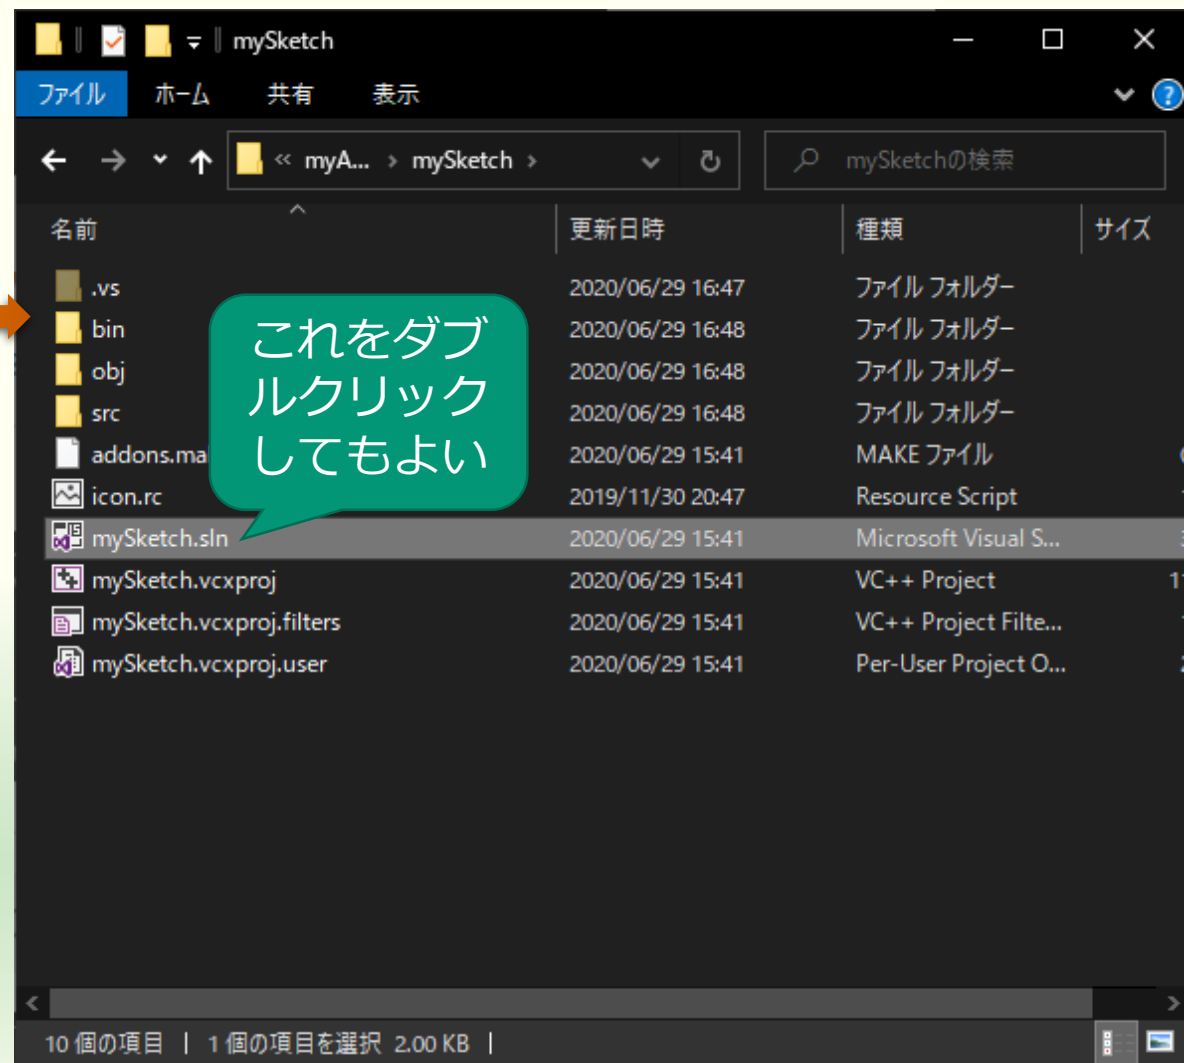 mySketch
ファイル ホーム 共有 表示
« myA... › mySketch › mySketchの検索
名前 更新日時 種類 サイズ
.vs 2020/06/29 16:47 ファイル フォルダー
bin 2020/06/29 16:48 ファイル フォルダー
obj 2020/06/29 16:48 ファイル フォルダー
src 2020/06/29 16:48 ファイル フォルダー
addons.ma 2020/06/29 15:41 MAKE ファイル
icon.rc 2019/11/30 20:47 Resource Script
mySketch.sln 2020/06/29 15:41 Microsoft Visual S...
mySketch.vcxproj 2020/06/29 15:41 VC++ Project
mySketch.vcxproj.filters 2020/06/29 15:41 VC++ Project Filte...
mySketch.vcxproj.user 2020/06/29 15:41 Per-User Project O...
これをダブ
ルクリック
してもよい
10 個の項目 | 1 個の項目を選択 2.00 KB |